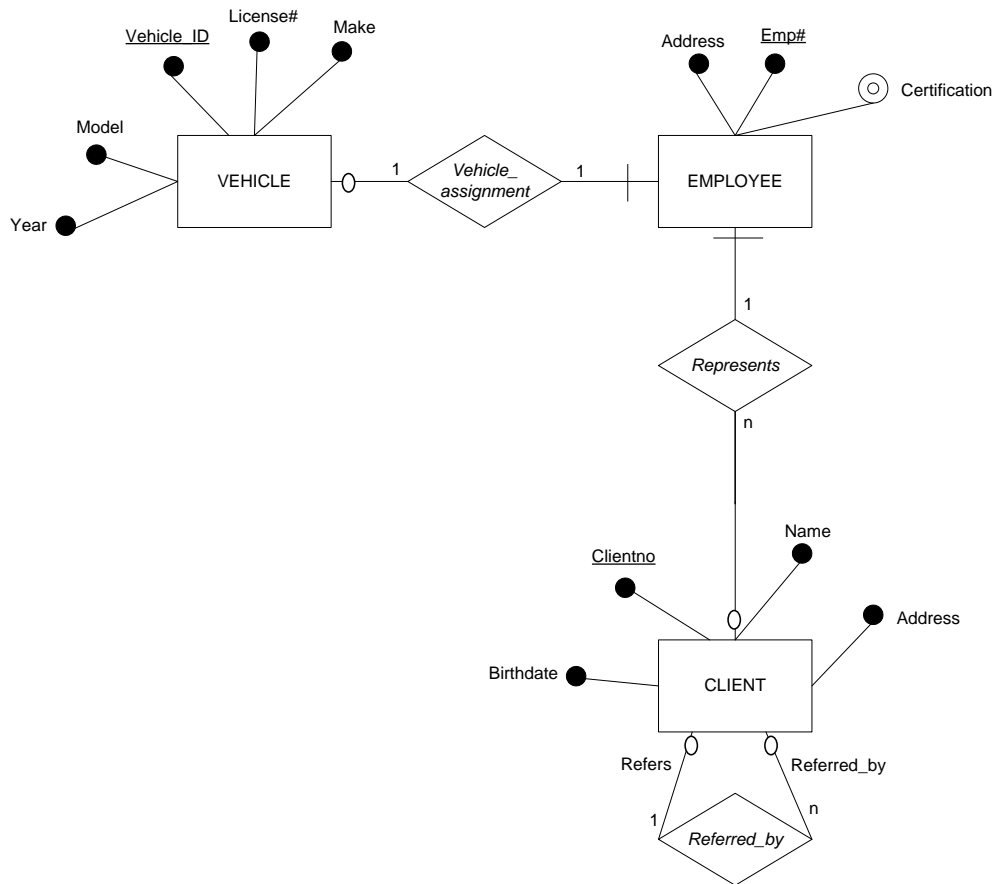 License#
Vehicle_ID
Make
Address
Emp#
Certification
Model
VEHICLE
1
Vehicle_
assignment
1
EMPLOYEE
Year
1
Represents
n
Name
Clientno
Address
Birthdate
CLIENT
Refers
Referred_by
1
n
Referred_by